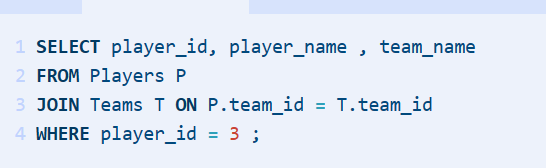 1 SELECT player_id, player_name , team_name
2 FROM Players P
3 JOIN Teams T ON P.team_id = T.team_id
4 WHERE player_id = 3 ;